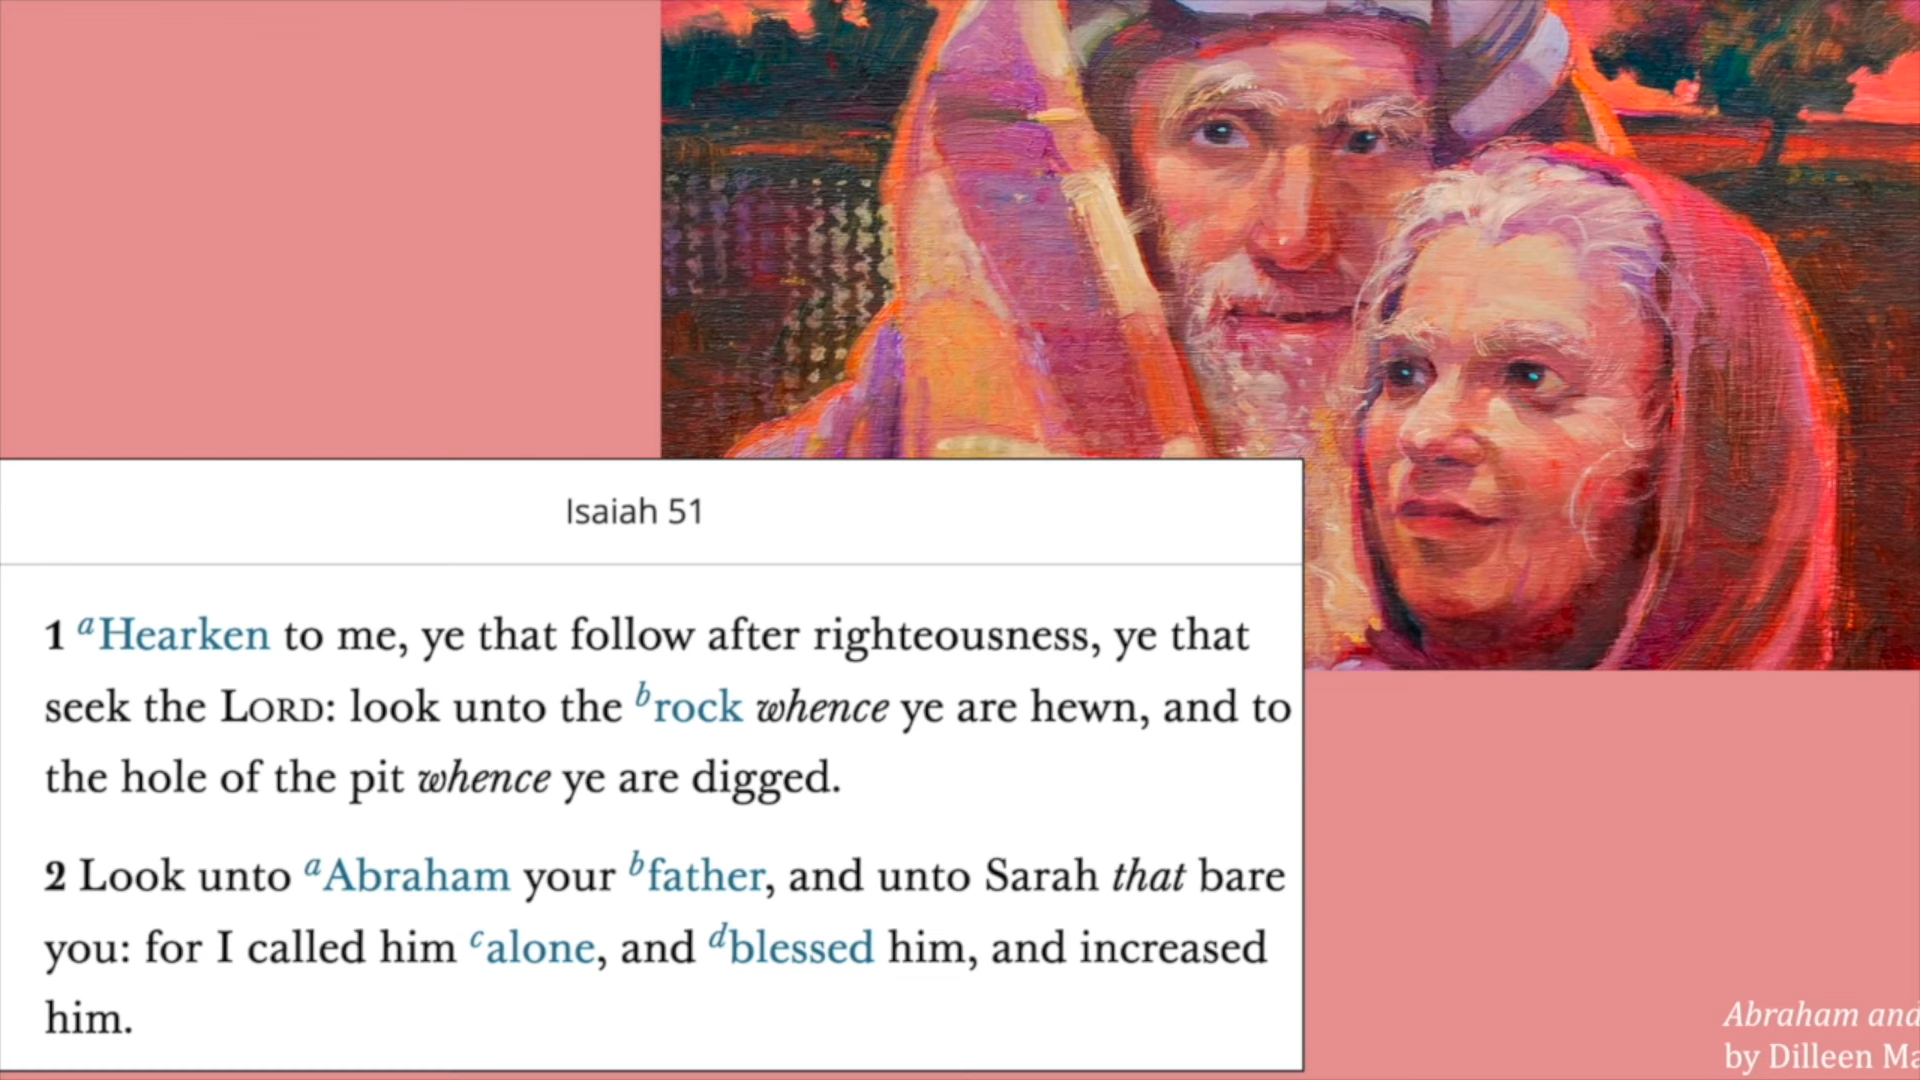 Isaiah 51
1 ᵃHearken to me, ye that follow after righteousness, ye that
seek the LORD: look unto the ᵇrock whence ye are hewn, and to
the hole of the pit whence ye are digged.
2 Look unto ᵃAbraham your ᵇfather, and unto Sarah that bare
you: for I called him ᶜalone, and ᵈblessed him, and increased
him.
Abraham and
by Dilleen